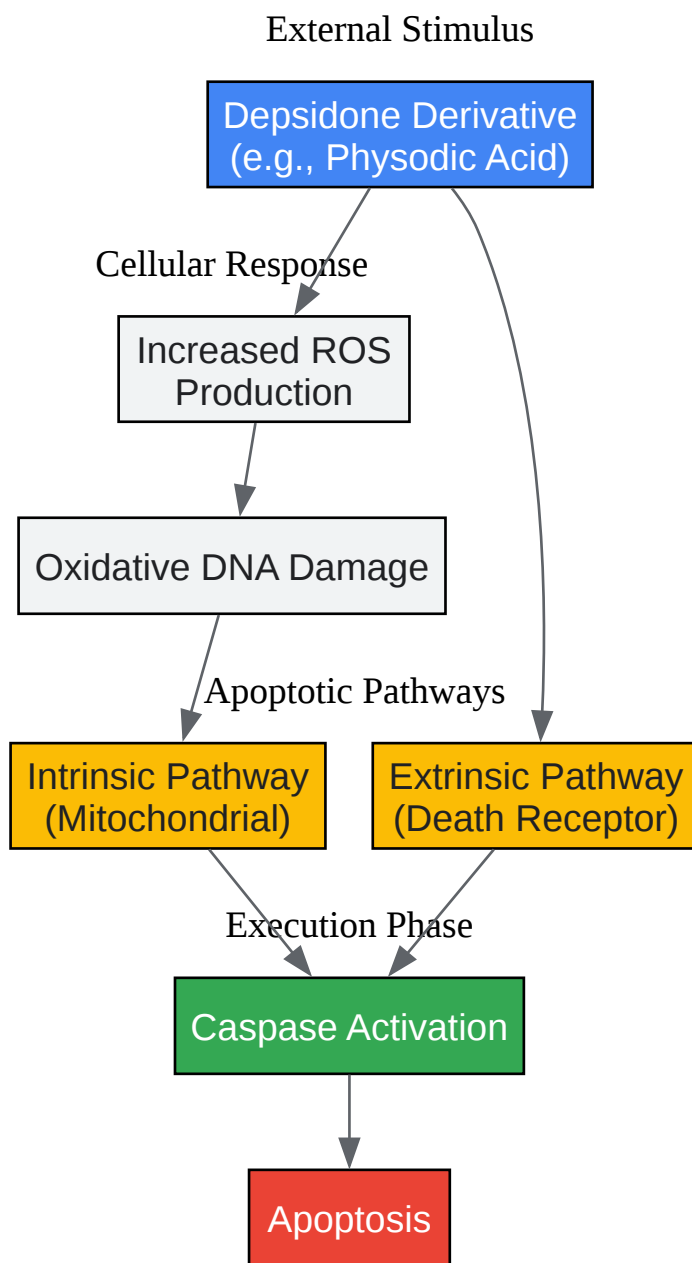 External Stimulus
Depsidone Derivative
(e.g., Physodic Acid)
Cellular Response
Increased ROS
Production
Oxidative DNA Damage
Apoptotic Pathways
Intrinsic Pathway
(Mitochondrial)
Extrinsic Pathway
(Death Receptor)
Execution Phase
Caspase Activation
Apoptosis